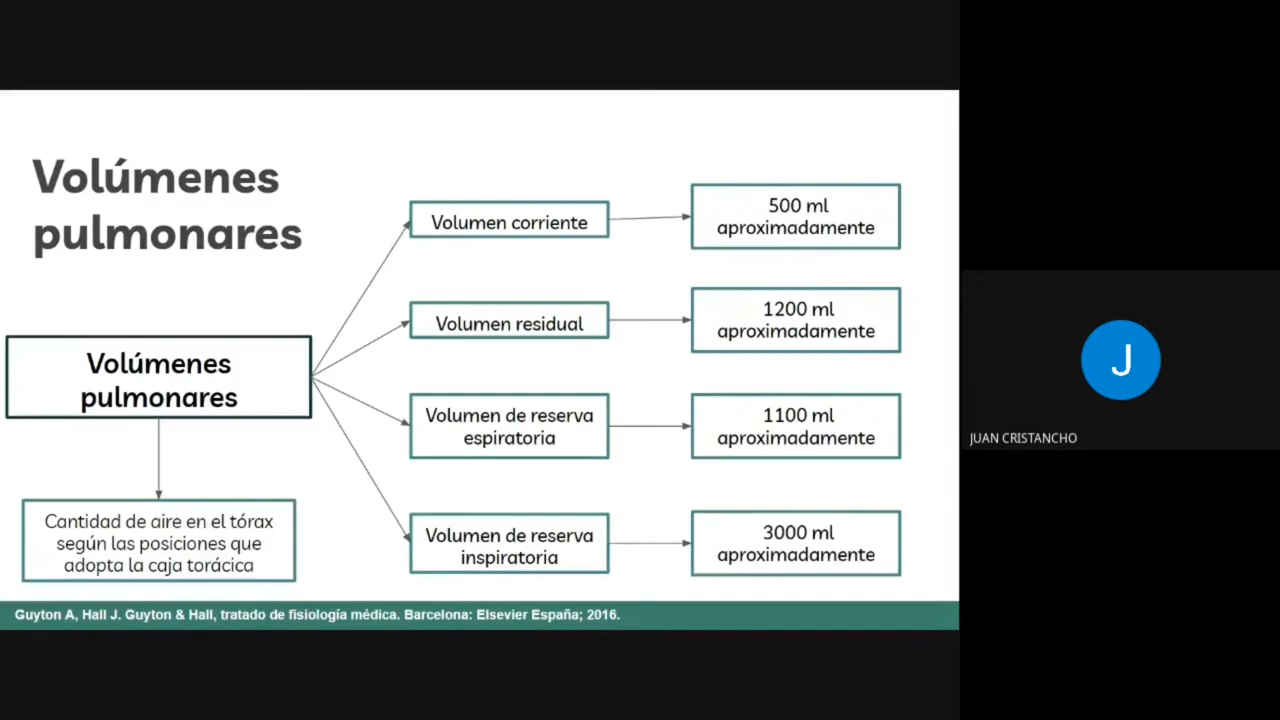 Volúmenes
pulmonares
Volúmenes
pulmonares
Cantidad de aire en el tórax
según las posiciones que
adopta la caja torácica
Volumen corriente
500 ml
aproximadamente
Volumen residual
1200 ml
aproximadamente
Volumen de reserva
espiratoria
1100 ml
aproximadamente
Volumen de reserva
inspiratoria
3000 ml
aproximadamente
Guyton A, Hall J. Guyton & Hall, tratado de fisiología médica. Barcelona: Elsevier España; 2016.
J
JUAN CRISTANCHO